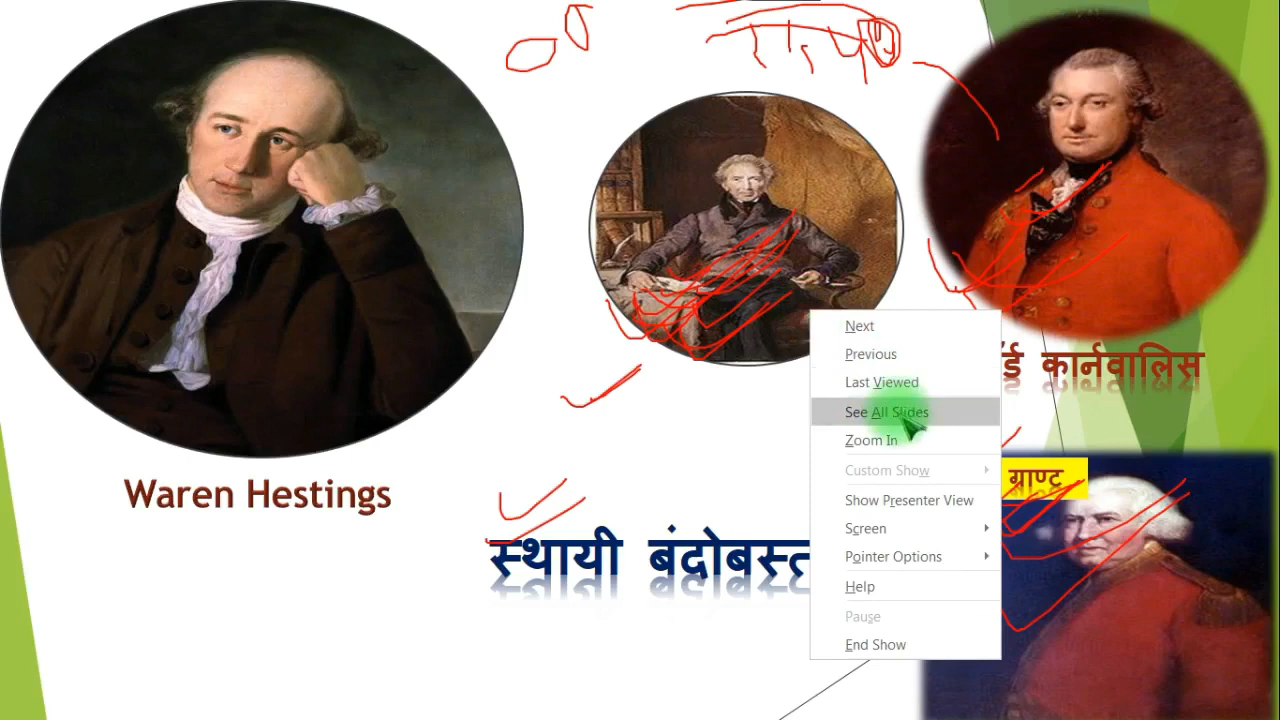 Waren Hestings
र्ड कार्नवालिस
ग्राण्ट
स्थायी बंदोबस्त
Next
Previous
Last Viewed
See All Slides
Zoom In
Custom Show
Show Presenter View
Screen
Pointer Options
Help
Pause
End Show